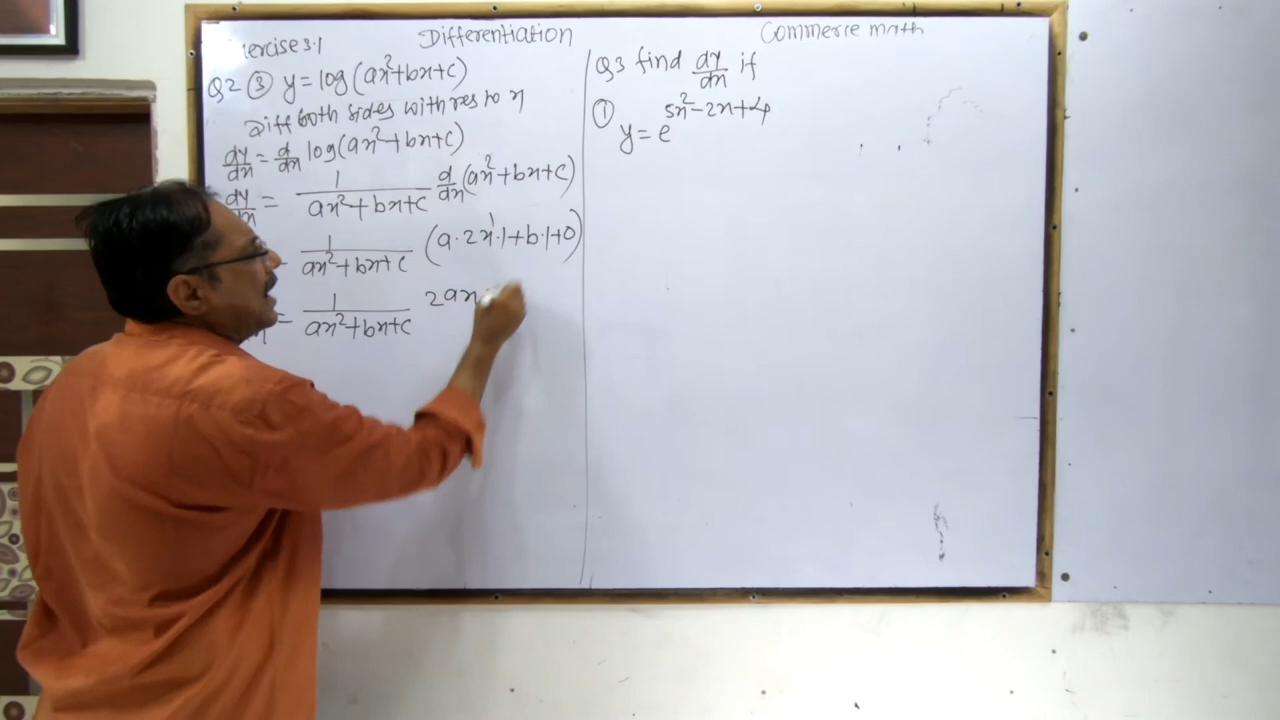 Differentiation
Commerce math
ercise 3.1
Q2 ③ y = log(ax²+bx+c)
Diff both sides with res to x
dy/dx = d/dx log(ax²+bx+c)
dy/dx = 1/(ax²+bx+c) d/dx (ax²+bx+c)
= 1/(ax²+bx+c) (a·2x¹·1+b·1+0)
= 1/(ax²+bx+c) 2ax
Q3 find dy/dx if
① y = e^(5x²-2x+4)